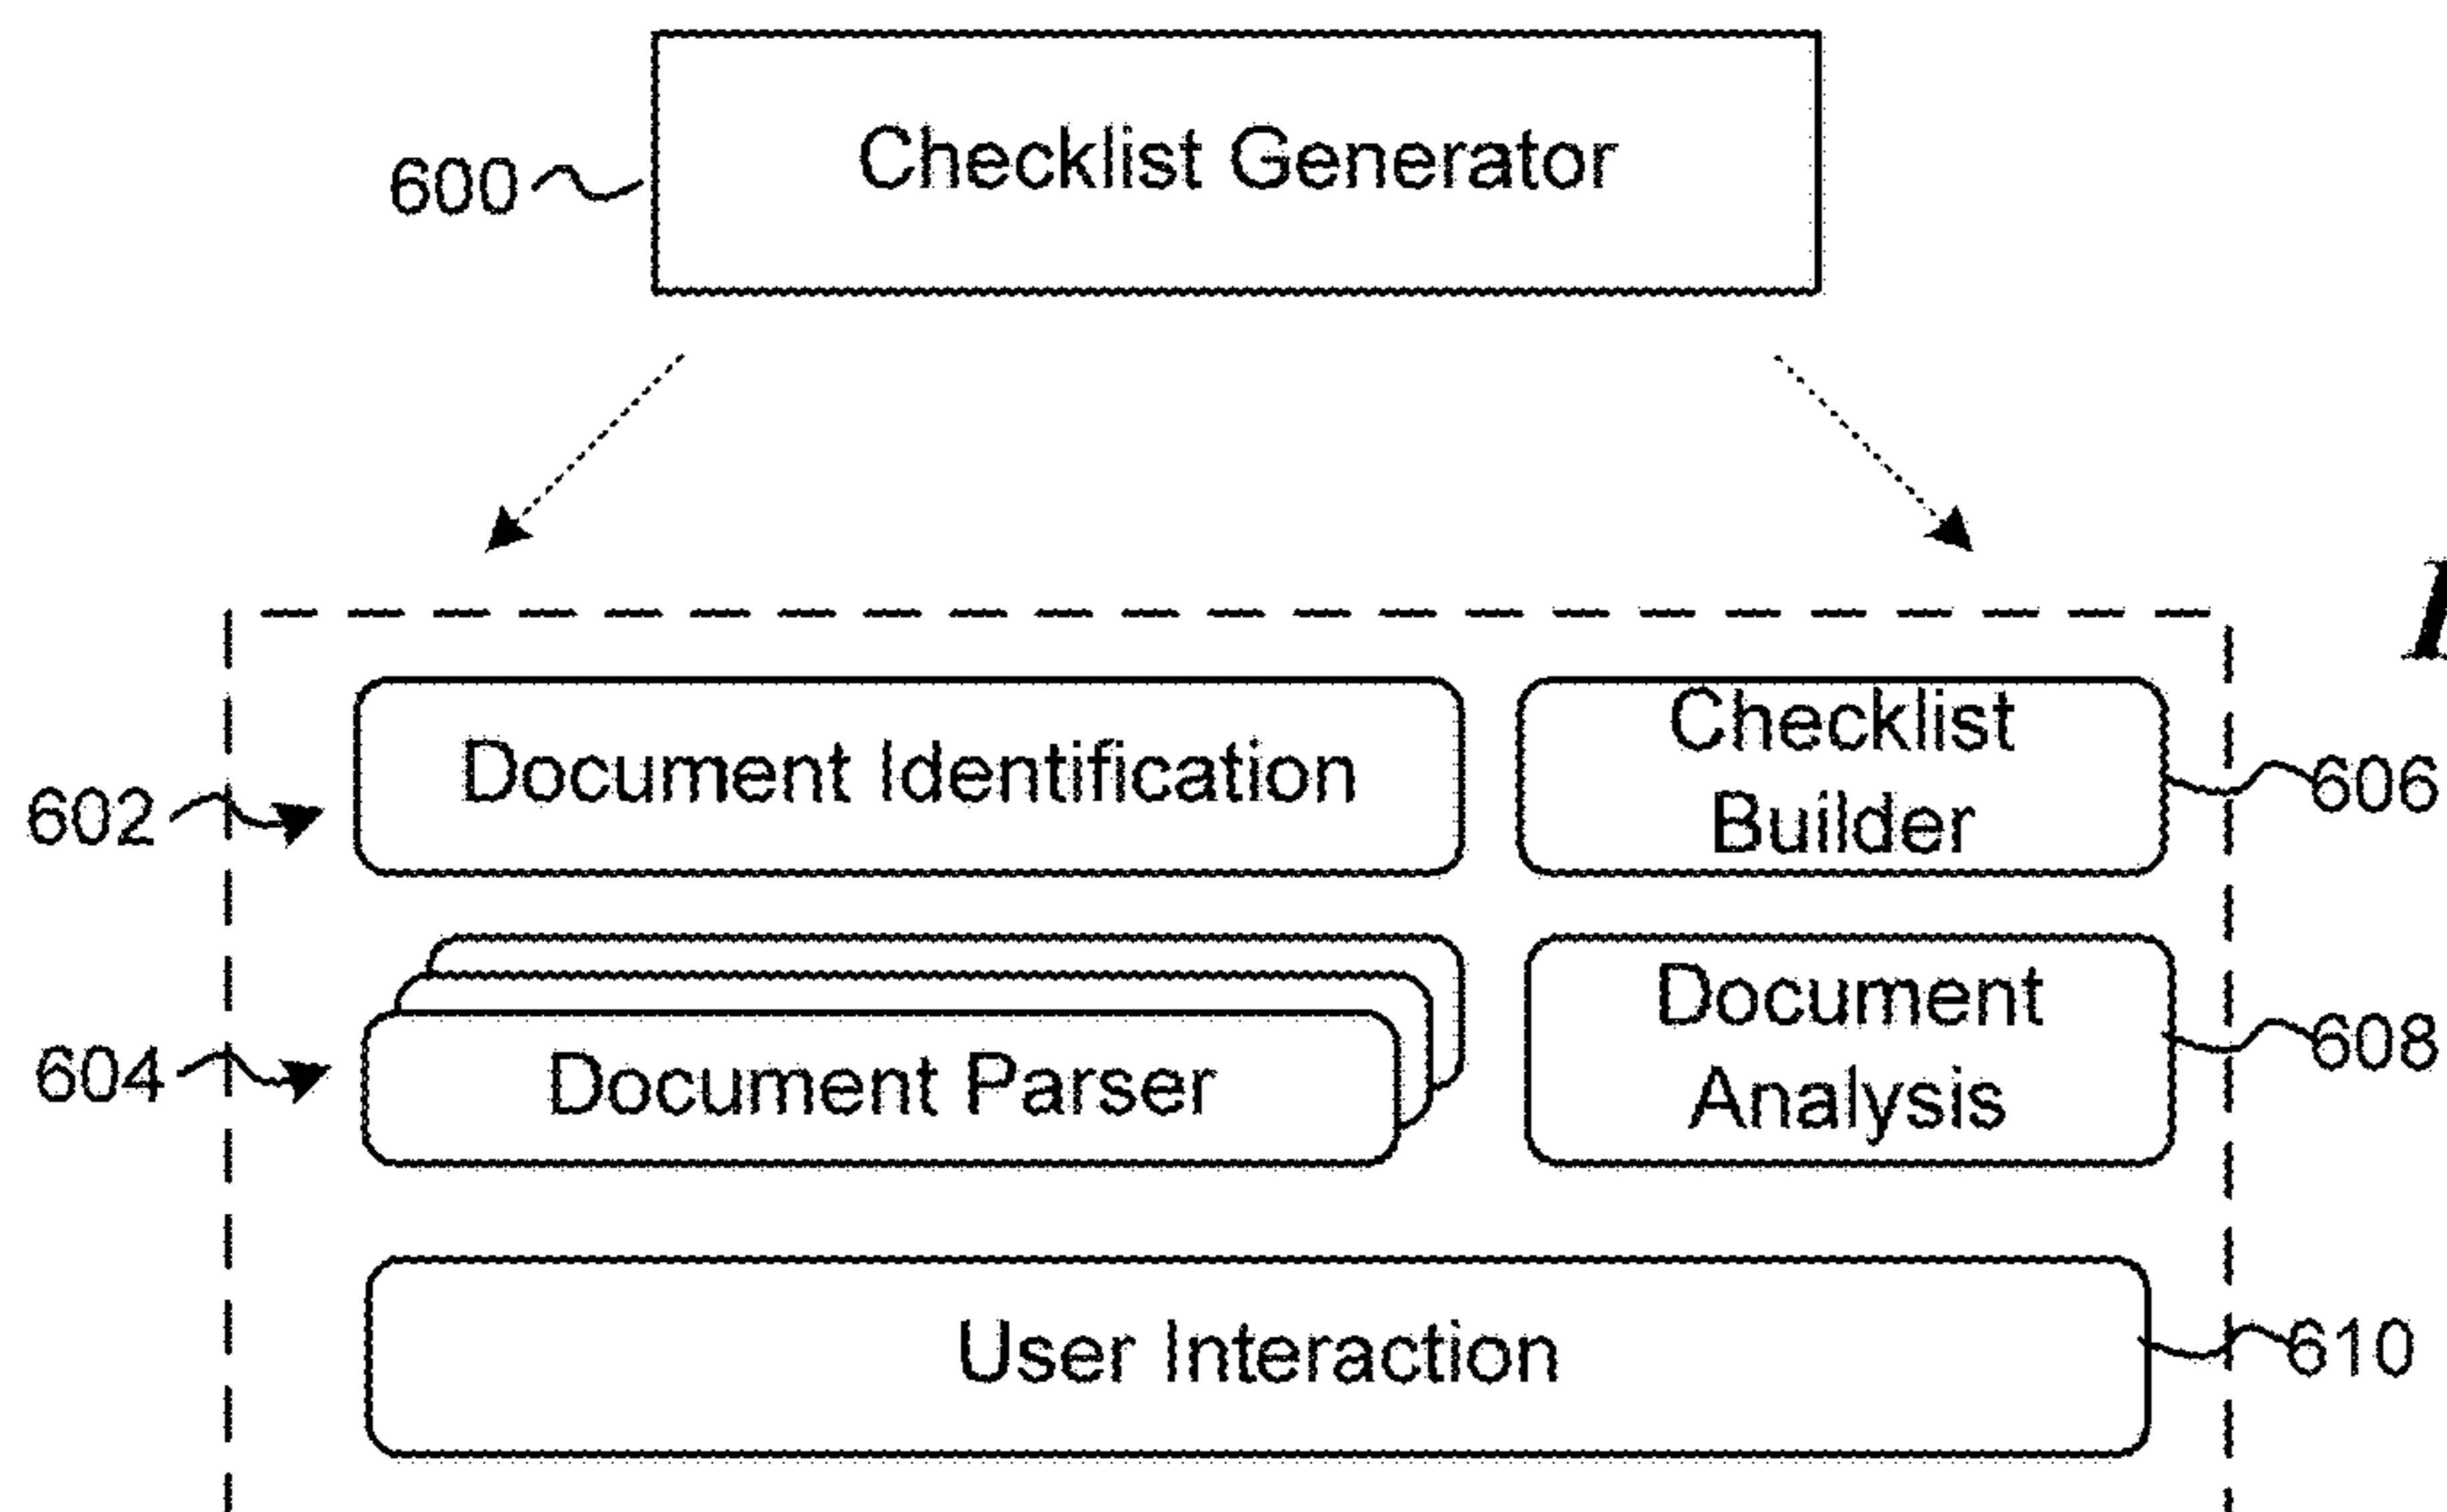 Checklist Generator
600
Document Identification
Checklist
Builder
602
606
Document Parser
Document
Analysis
604
608
User Interaction
610